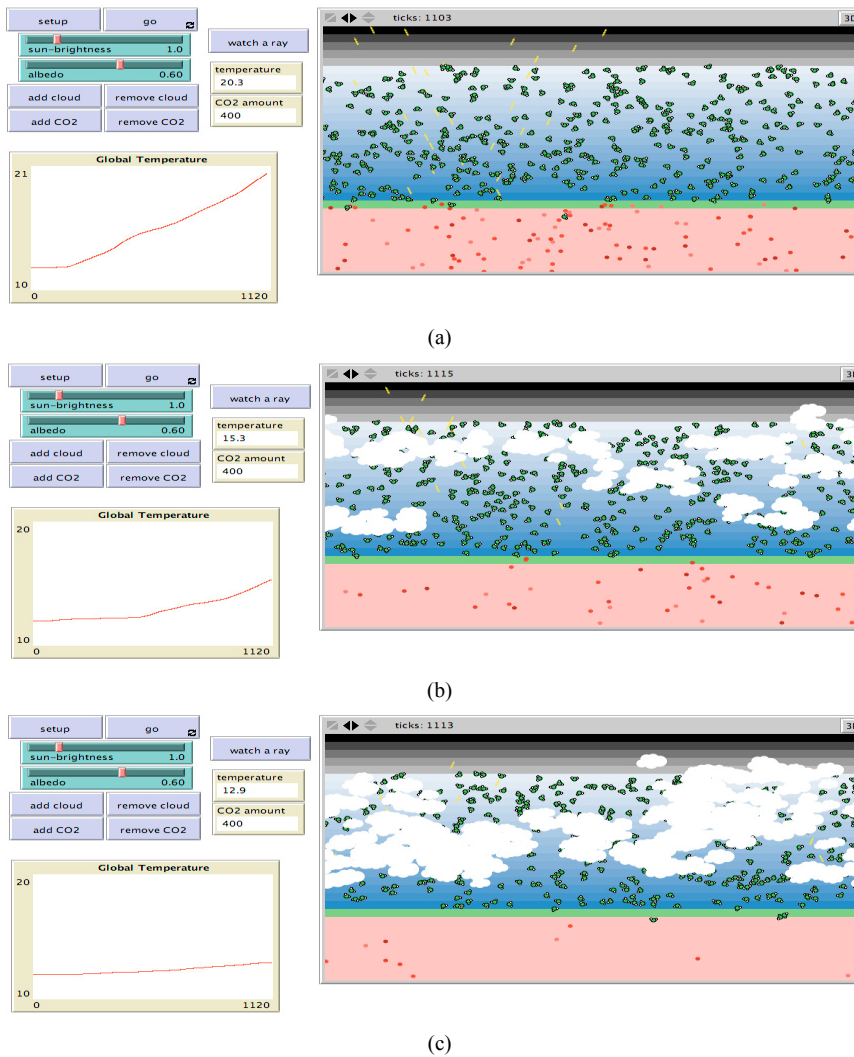 setup go
ticks: 1103 3D
sun-brightness 1.0
watch a ray
albedo 0.60
temperature
20.3
add cloud remove cloud
CO2 amount
400
add CO2 remove CO2
Global Temperature
21
10
0 1120
(a)
setup go
ticks: 1115
sun-brightness 1.0
watch a ray
albedo 0.60
temperature
15.3
add cloud remove cloud
CO2 amount
400
add CO2 remove CO2
Global Temperature
20
10
0 1120
(b)
setup go
ticks: 1113
sun-brightness 1.0
watch a ray
albedo 0.60
temperature
12.9
add cloud remove cloud
CO2 amount
400
add CO2 remove CO2
Global Temperature
20
10
0 1120
(c)